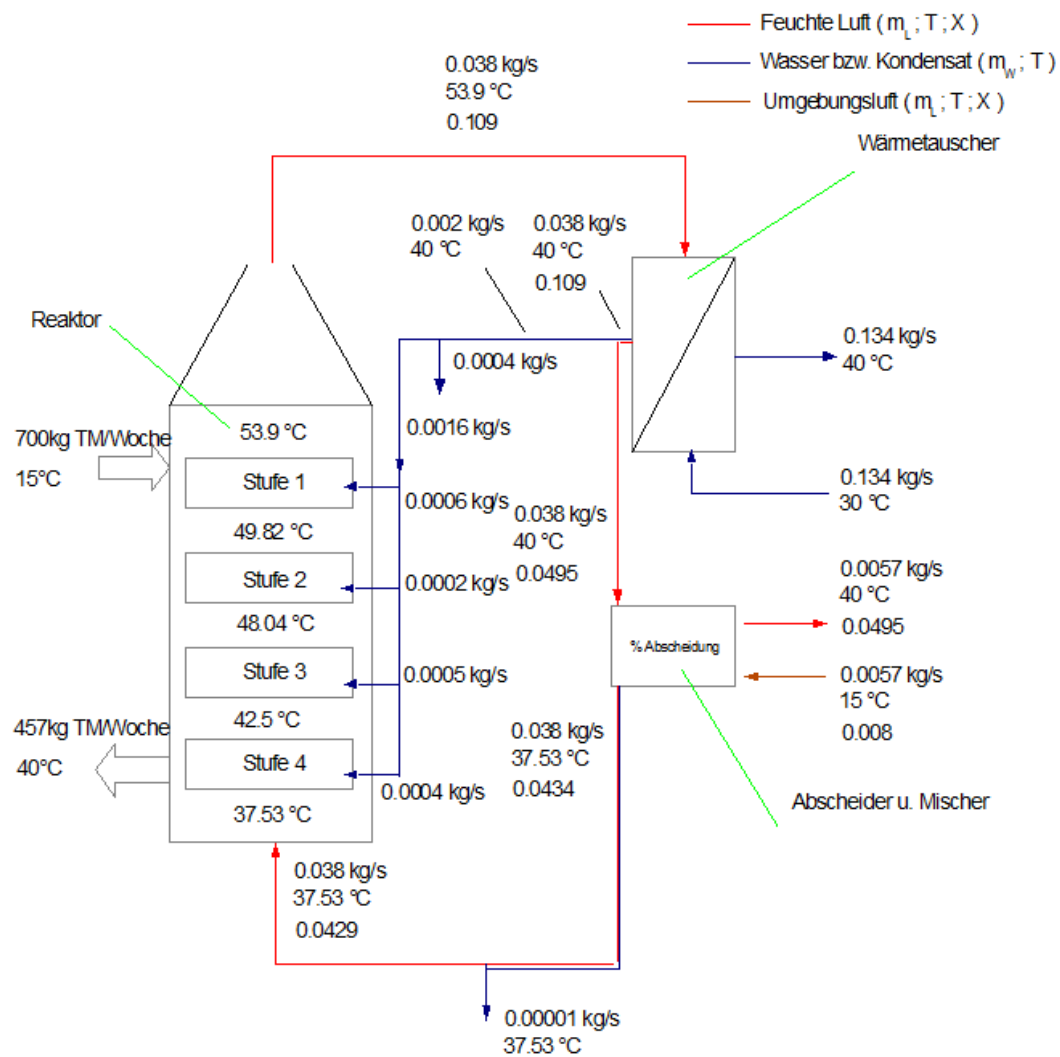 Feuchte Luft ( m_L ; T ; X )
Wasser bzw. Kondensat ( m_W ; T )
Umgebungsluft ( m_L ; T ; X )
Wärmetauscher
0.038 kg/s
53.9 °C
0.109
0.002 kg/s
40 °C
0.038 kg/s
40 °C
0.109
Reaktor
0.0004 kg/s
0.134 kg/s
40 °C
700kg TM/Woche
15°C
53.9 °C
0.0016 kg/s
Stufe 1
0.0006 kg/s
0.134 kg/s
30 °C
49.82 °C
0.038 kg/s
40 °C
0.0495
Stufe 2
0.0002 kg/s
0.0057 kg/s
40 °C
0.0495
48.04 °C
% Abscheidung
Stufe 3
0.0005 kg/s
0.0057 kg/s
15 °C
0.008
42.5 °C
457kg TM/Woche
40°C
0.038 kg/s
37.53 °C
0.0434
Stufe 4
0.0004 kg/s
Abscheider u. Mischer
37.53 °C
0.038 kg/s
37.53 °C
0.0429
0.00001 kg/s
37.53 °C